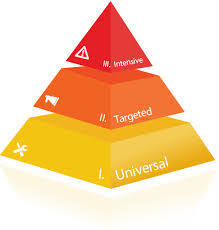 III. Intensive
II. Targeted
I. Universal